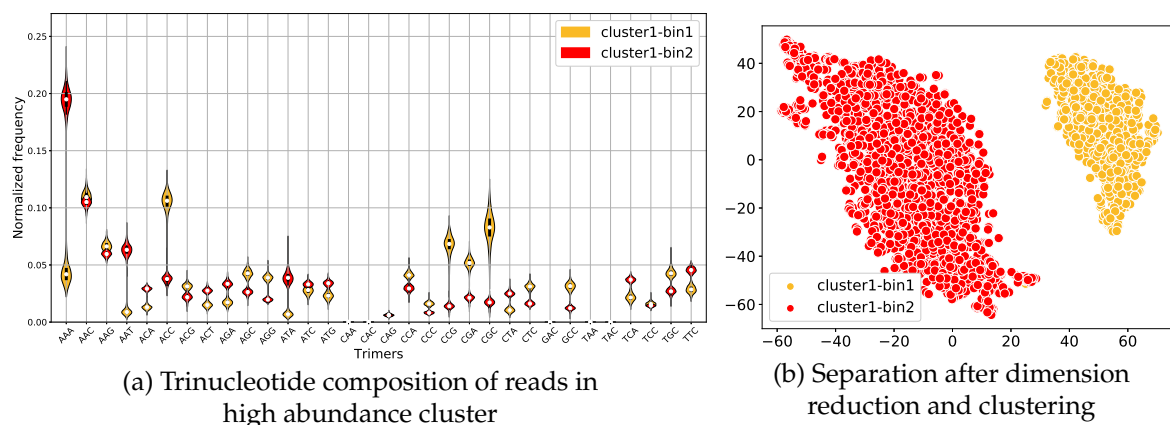 0.25
0.20
0.15
0.10
0.05
0.00
Normalized frequency
cluster1-bin1
cluster1-bin2
AAA AAC AAG AAT ACA ACC ACG ACT AGA AGC AGG ATA ATC ATG CAA CAC CAG CCA CCC CCG CGA CGC CTA CTC GAC GCC TAA TAC TCA TCC TGC TTC
Trimers
(a) Trinucleotide composition of reads in
high abundance cluster
40
20
0
−20
−40
−60
cluster1-bin1
cluster1-bin2
−60 −40 −20 0 20 40 60
(b) Separation after dimension
reduction and clustering